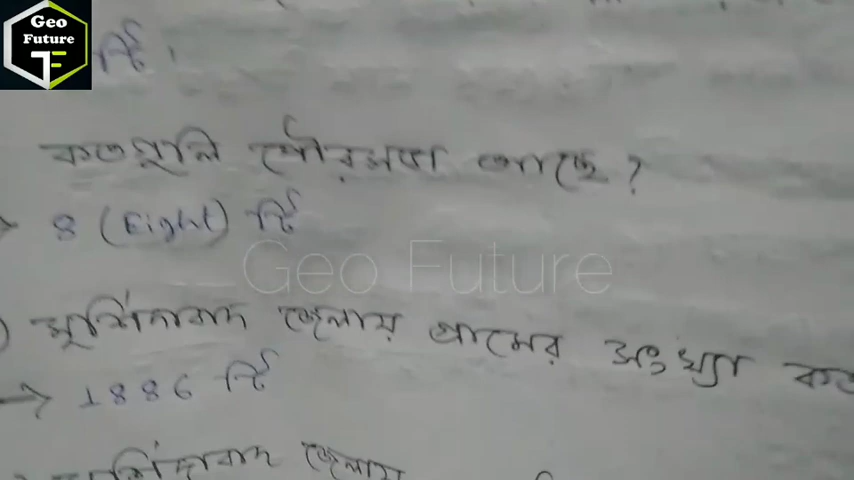 Geo
Future
টি।
কতগুলি পৌরসভা আছে?
8 (Eight) টি
Geo Future
মুর্শিদাবাদ জেলায় গ্রামের সংখ্যা কত
→ 1886 টি
মুর্শিদাবাদ জেলায়